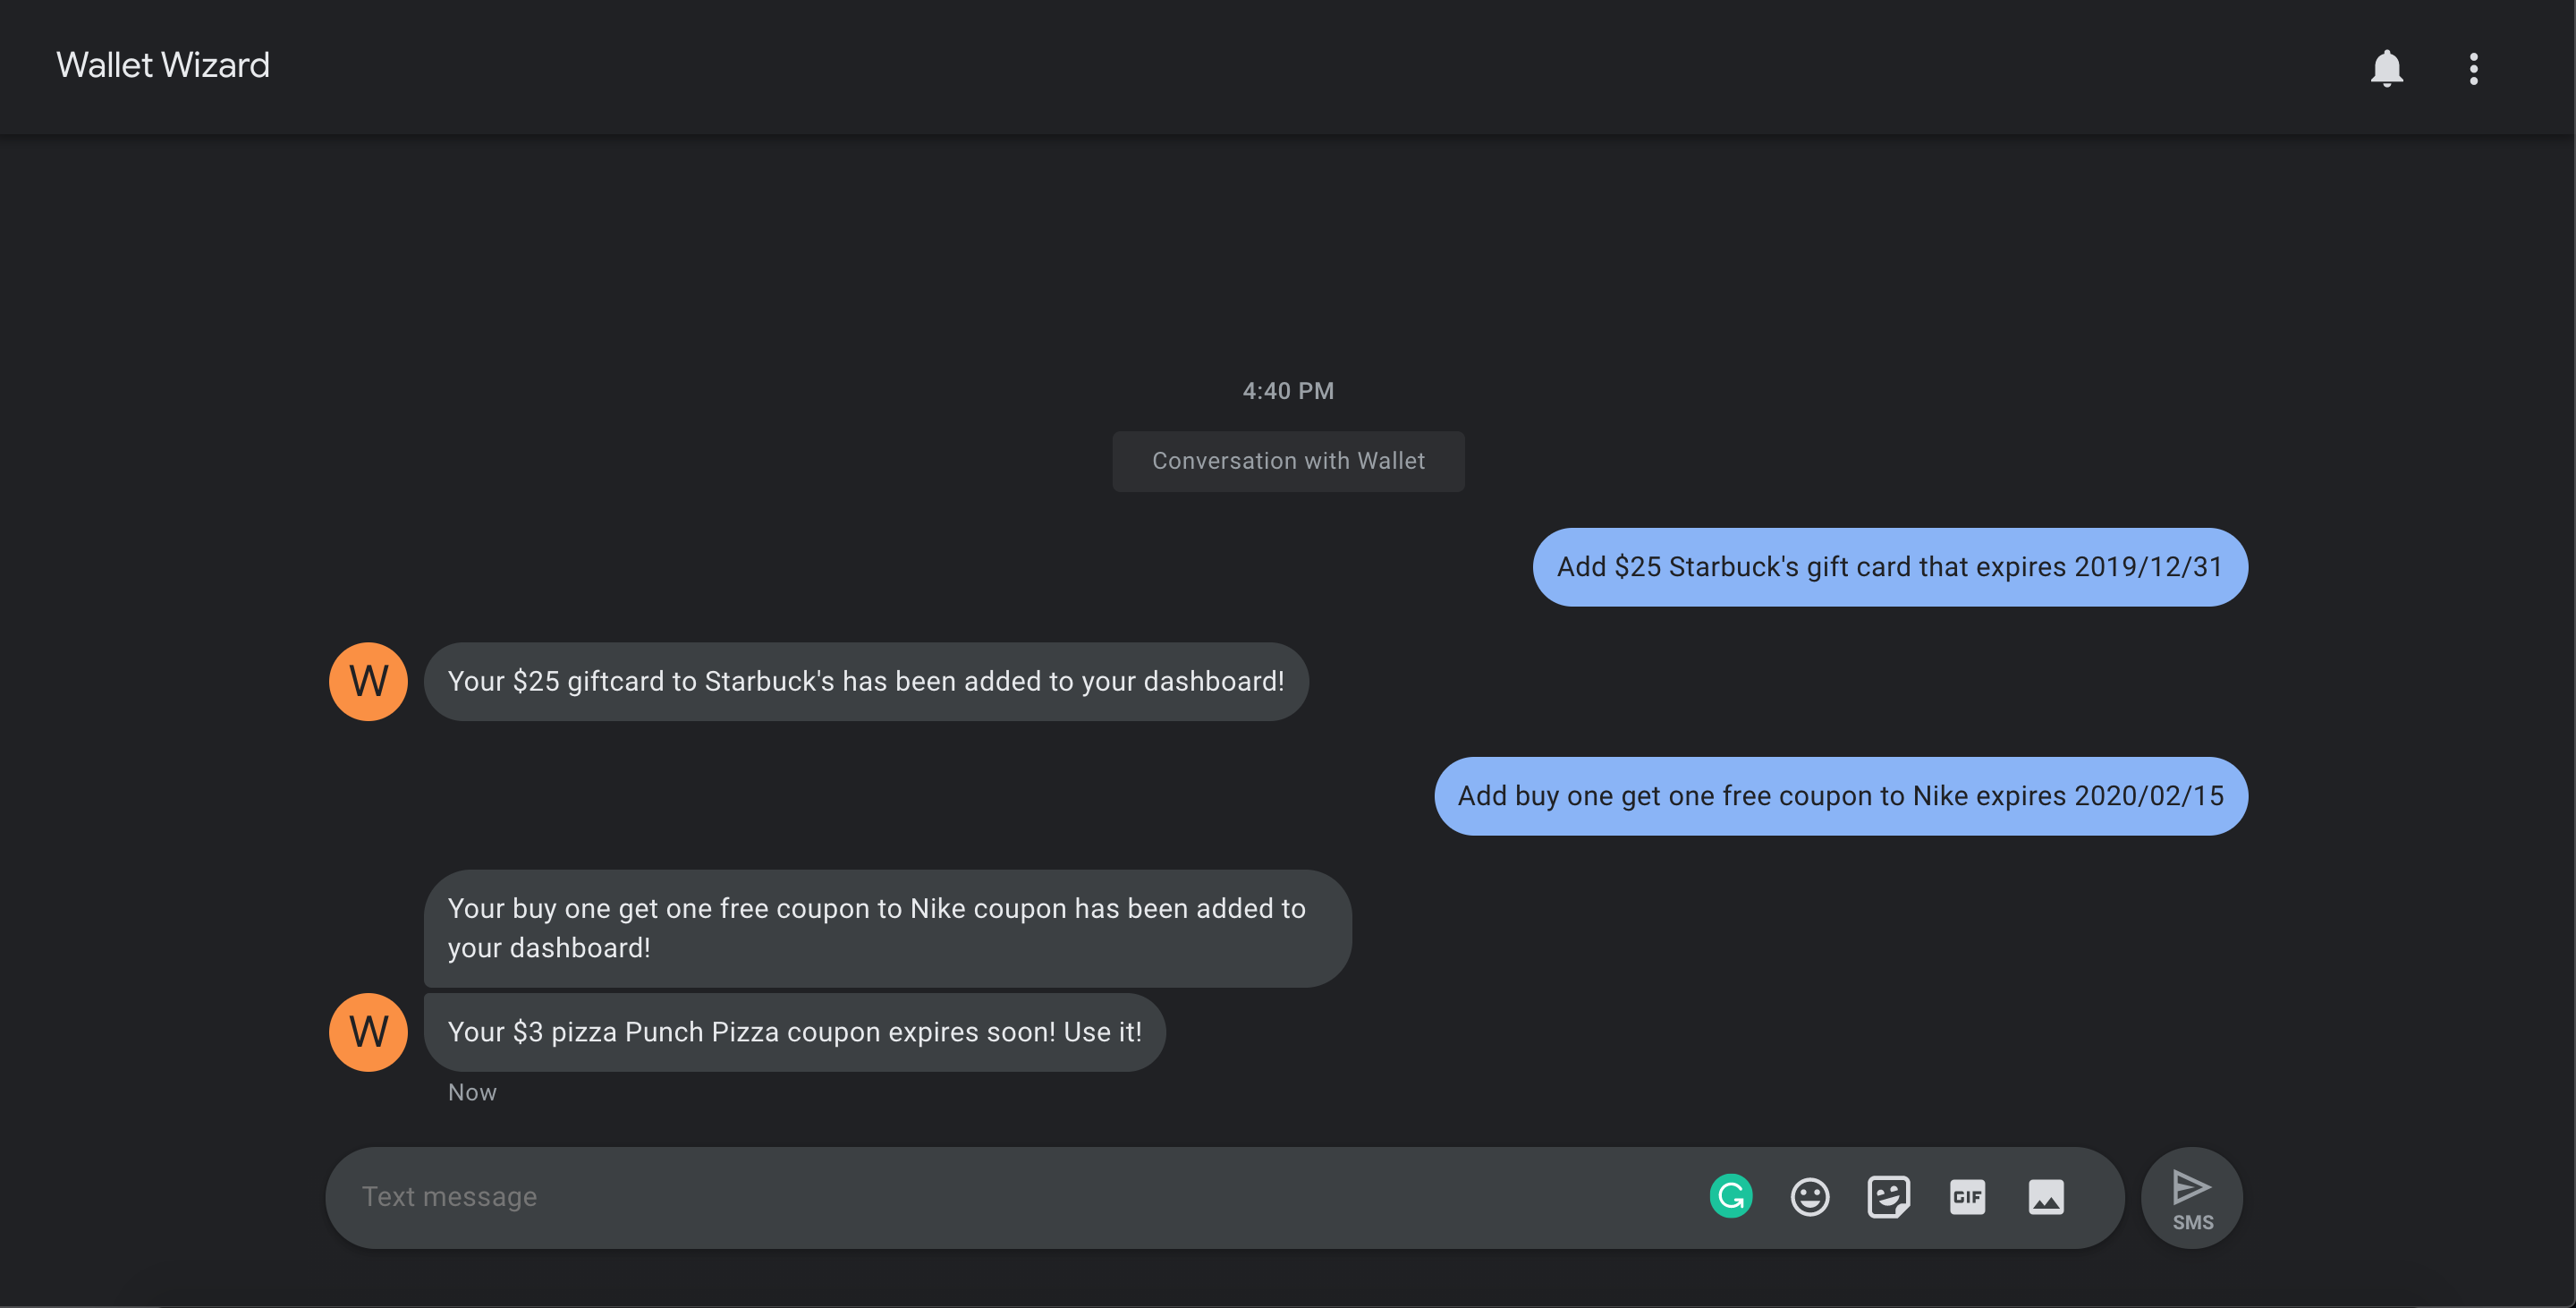 Wallet Wizard
4:40 PM
Conversation with Wallet
Add $25 Starbuck's gift card that expires 2019/12/31
W
Your $25 giftcard to Starbuck's has been added to your dashboard!
Add buy one get one free coupon to Nike expires 2020/02/15
Your buy one get one free coupon to Nike coupon has been added to
your dashboard!
W
Your $3 pizza Punch Pizza coupon expires soon! Use it!
Now
Text message
GIF
SMS